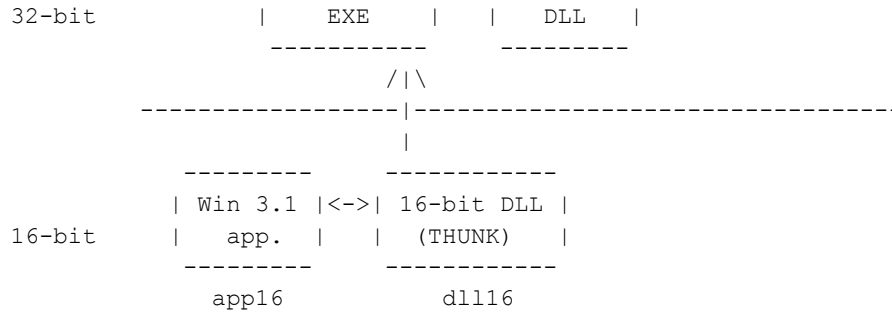 32-bit | EXE | | DLL |
----------- ---------
/|\
------------------|----------------------------------
|
--------- ------------
| Win 3.1 |<->| 16-bit DLL |
16-bit | app. | | (THUNK) |
--------- ------------
app16 dll16